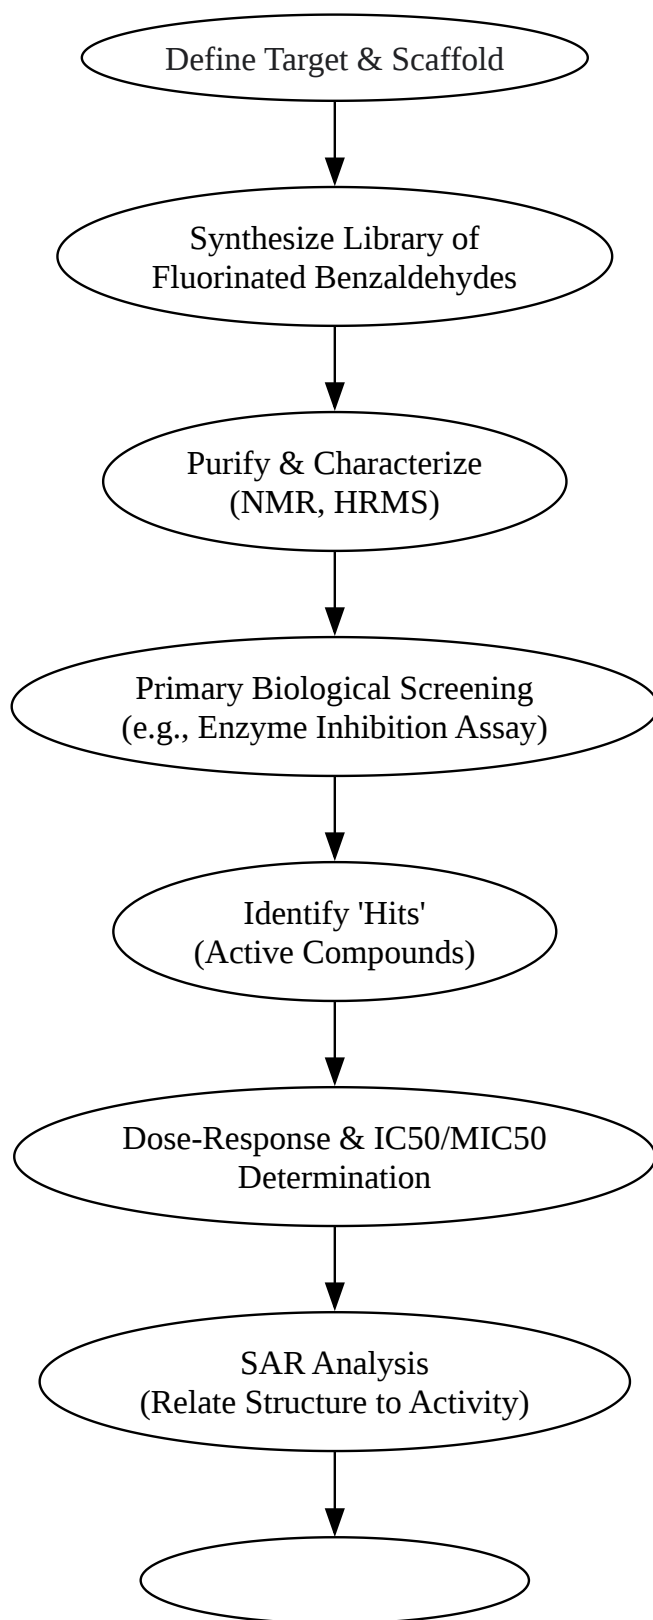 Define Target & Scaffold
Synthesize Library of
Fluorinated Benzaldehydes
Purify & Characterize
(NMR, HRMS)
Primary Biological Screening
(e.g., Enzyme Inhibition Assay)
Identify 'Hits'
(Active Compounds)
Dose-Response & IC50/MIC50
Determination
SAR Analysis
(Relate Structure to Activity)